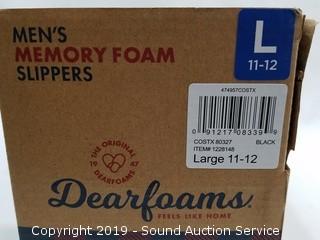 MEN'S
MEMORY FOAM
SLIPPERS
L
11-12
474957COSTX
0 91217 08339 9
COSTX 80327 BLACK
ITEM# 1228148
Large 11-12
THE ORIGINAL
19 47
DEARFOAMS
Dearfoams.
FEELS LIKE HOME
Copyright 2019 - Sound Auction Service